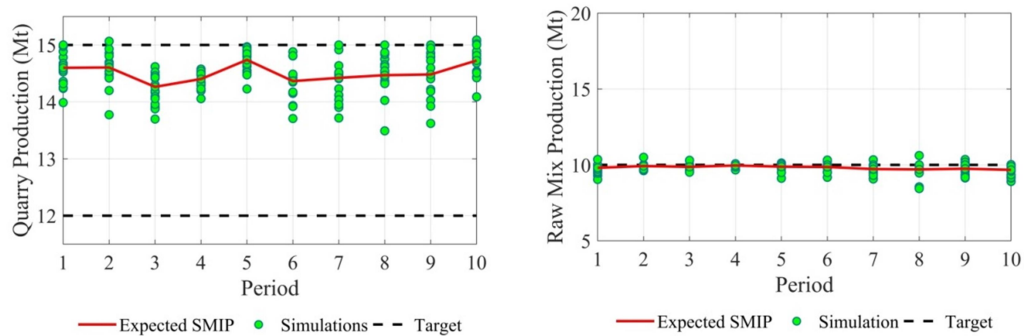 Quarry Production (Mt)
15
14
13
12
1 2 3 4 5 6 7 8 9 10
Period
Expected SMIP Simulations Target
Raw Mix Production (Mt)
20
15
10
5
1 2 3 4 5 6 7 8 9 10
Period
Expected SMIP Simulation Target